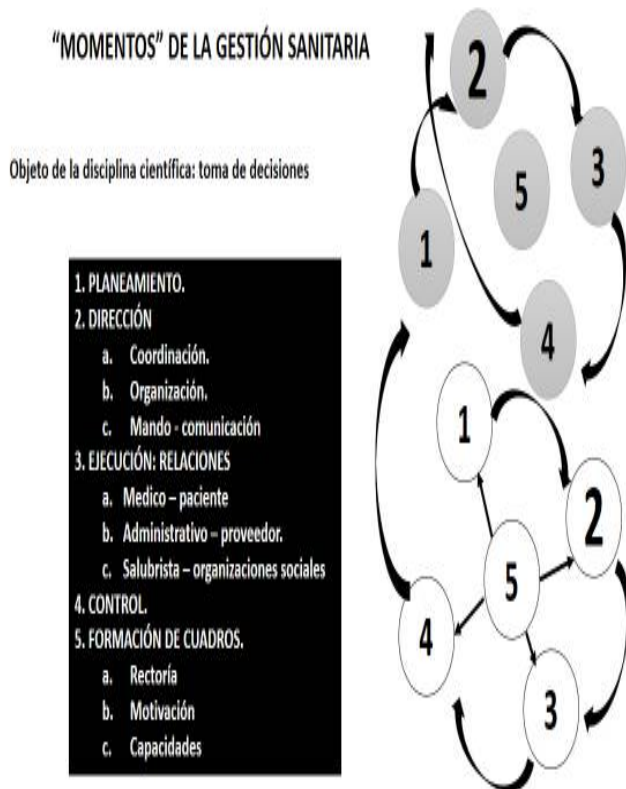 “MOMENTOS” DE LA GESTIÓN SANITARIA
Objeto de la disciplina científica: toma de decisiones
1. PLANEAMIENTO.
2. DIRECCIÓN
a. Coordinación.
b. Organización.
c. Mando - comunicación
3. EJECUCIÓN: RELACIONES
a. Medico – paciente
b. Administrativo – proveedor.
c. Salubrista – organizaciones sociales
4. CONTROL.
5. FORMACIÓN DE CUADROS.
a. Rectoría
b. Motivación
c. Capacidades
2
3
5
1
4
1
2
5
4
3